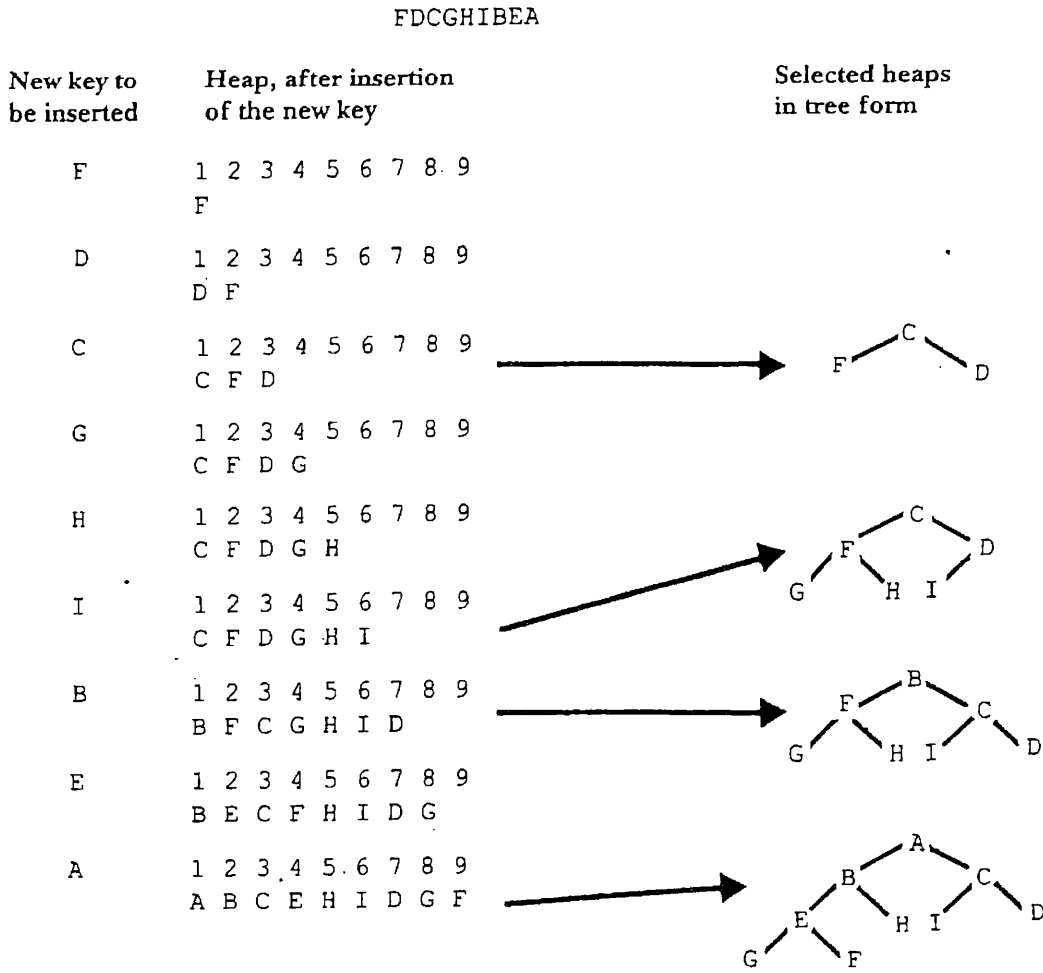 FDCGHIBEA
New key to be inserted
Heap, after insertion of the new key
Selected heaps in tree form
F
1 2 3 4 5 6 7 8 9
F
D
1 2 3 4 5 6 7 8 9
D F
C
1 2 3 4 5 6 7 8 9
C F D
C
F D
G
1 2 3 4 5 6 7 8 9
C F D G
H
1 2 3 4 5 6 7 8 9
C F D G H
I
1 2 3 4 5 6 7 8 9
C F D G H I
C
F D
G H I
B
1 2 3 4 5 6 7 8 9
B F C G H I D
B
F C
G H I D
E
1 2 3 4 5 6 7 8 9
B E C F H I D G
A
1 2 3 4 5 6 7 8 9
A B C E H I D G F
A
B C
E H I D
G F